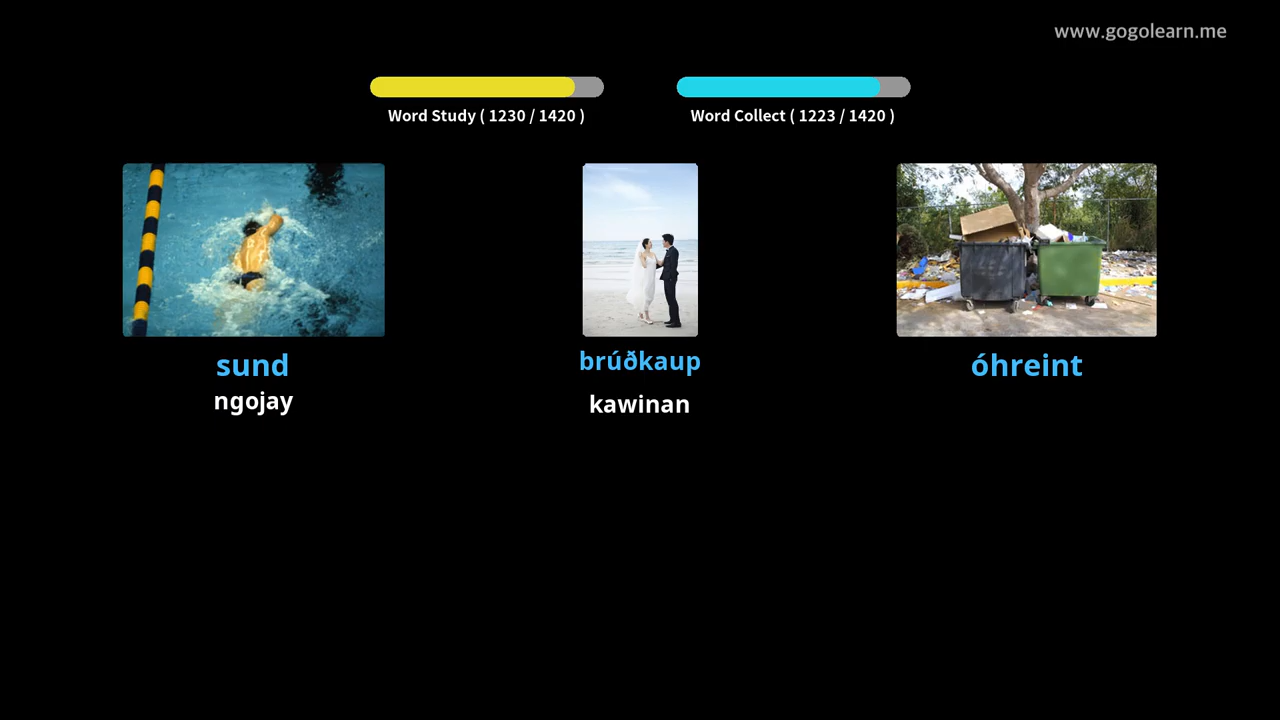 www.gogolearn.me
Word Study ( 1230 / 1420 )
Word Collect ( 1223 / 1420 )
sund
ngojay
brúðkaup
kawinan
óhreint